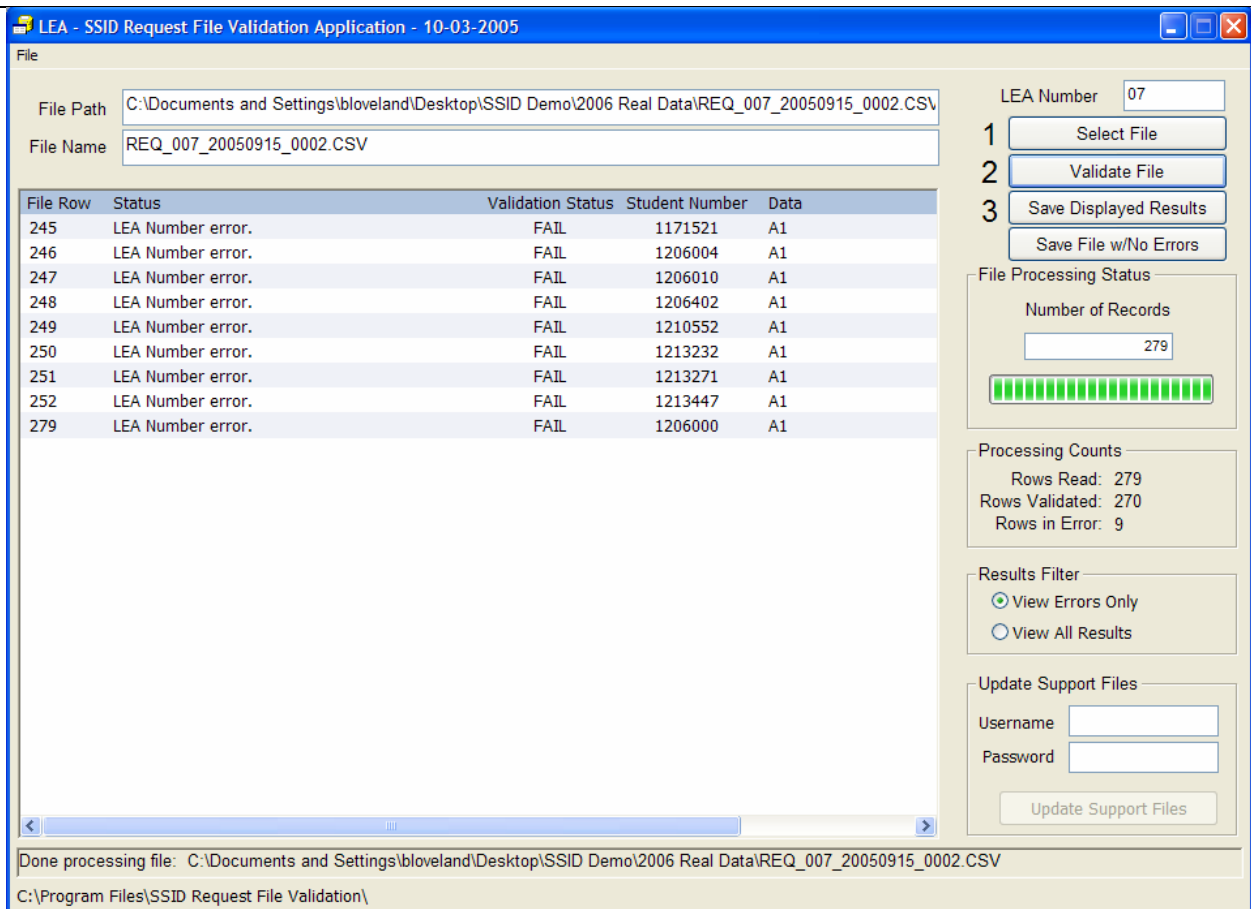 LEA - SSID Request File Validation Application - 10-03-2005
File
File Path C:\Documents and Settings\bloveland\Desktop\SSID Demo\2006 Real Data\REQ_007_20050915_0002.CSV
File Name REQ_007_20050915_0002.CSV
LEA Number 07
1 Select File
2 Validate File
3 Save Displayed Results
Save File w/No Errors
File Row Status Validation Status Student Number Data
245 LEA Number error. FAIL 1171521 A1
246 LEA Number error. FAIL 1206004 A1
247 LEA Number error. FAIL 1206010 A1
248 LEA Number error. FAIL 1206402 A1
249 LEA Number error. FAIL 1210552 A1
250 LEA Number error. FAIL 1213232 A1
251 LEA Number error. FAIL 1213271 A1
252 LEA Number error. FAIL 1213447 A1
279 LEA Number error. FAIL 1206000 A1
File Processing Status
Number of Records
279
Processing Counts
Rows Read: 279
Rows Validated: 270
Rows in Error: 9
Results Filter
View Errors Only
View All Results
Update Support Files
Username
Password
Update Support Files
Done processing file: C:\Documents and Settings\bloveland\Desktop\SSID Demo\2006 Real Data\REQ_007_20050915_0002.CSV
C:\Program Files\SSID Request File Validation\